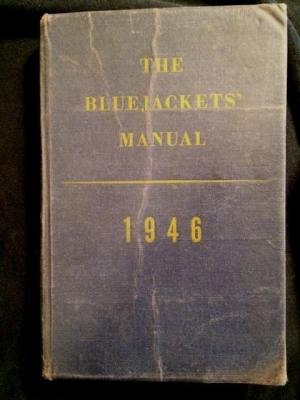 THE
BLUEJACKETS'
MANUAL
1946